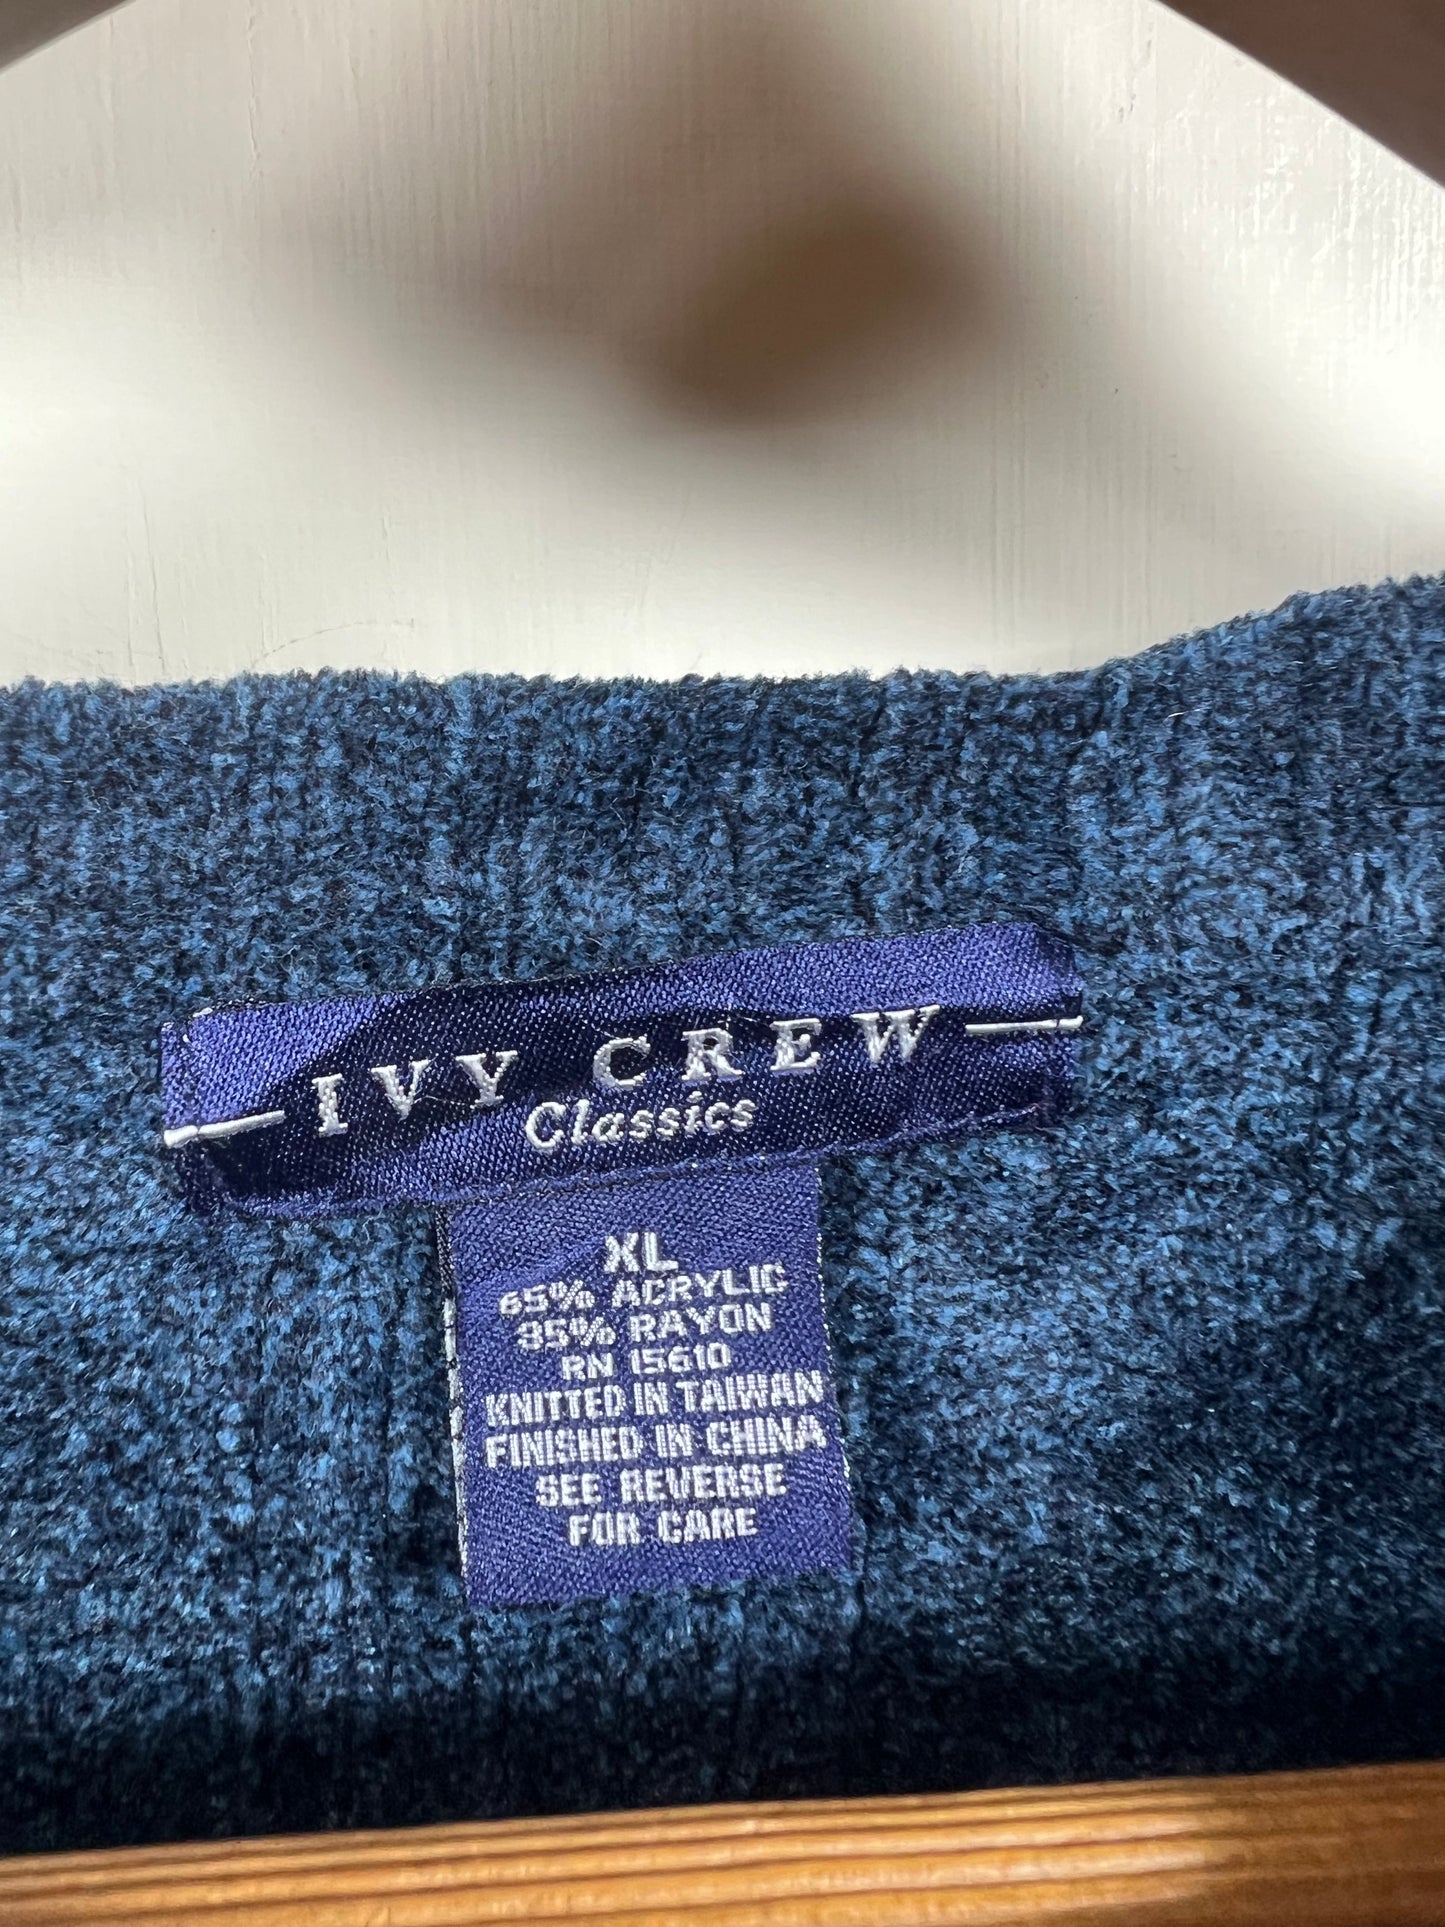 IVY CREW
Classics
XL
65% ACRYLIC
35% RAYON
RN 15610
KNITTED IN TAIWAN
FINISHED IN CHINA
SEE REVERSE
FOR CARE